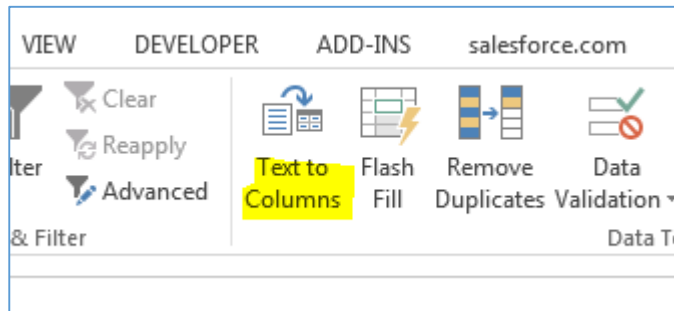 VIEW DEVELOPER ADD-INS salesforce.com
Clear
Reapply
lter
Advanced
Text to
Columns
Flash
Fill
Remove
Duplicates
Data
Validation
& Filter
Data T